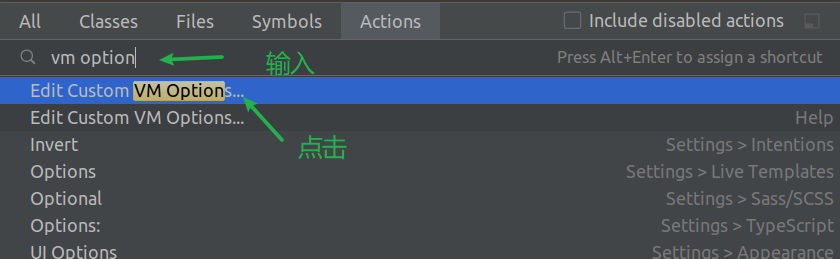 All Classes Files Symbols Actions Include disabled actions
vm option 输入 Press Alt+Enter to assign a shortcut
Edit Custom VM Options...
Edit Custom VM Options... Help
点击
Invert Settings > Intentions
Options Settings > Live Templates
Optional Settings > Sass/SCSS
Options: Settings > TypeScript
UI Options Settings > Appearance